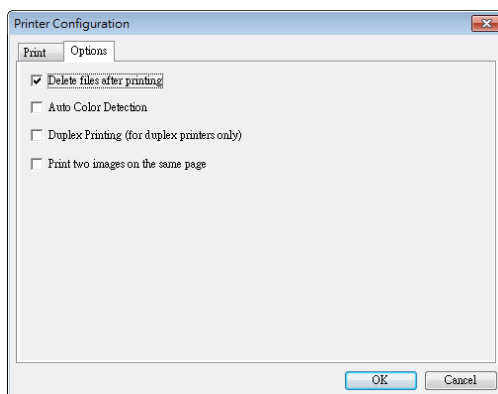 Printer Configuration
Print Options
Delete files after printing
Auto Color Detection
Duplex Printing (for duplex printers only)
Print two images on the same page
OK Cancel